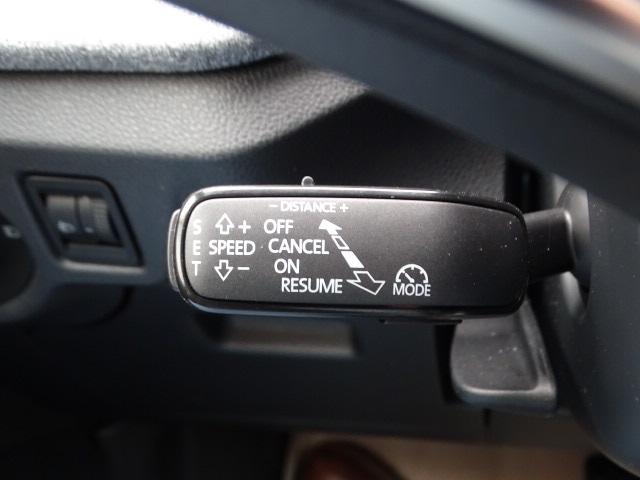 - DISTANCE +
S + OFF
E SPEED CANCEL
T - ON
RESUME
MODE